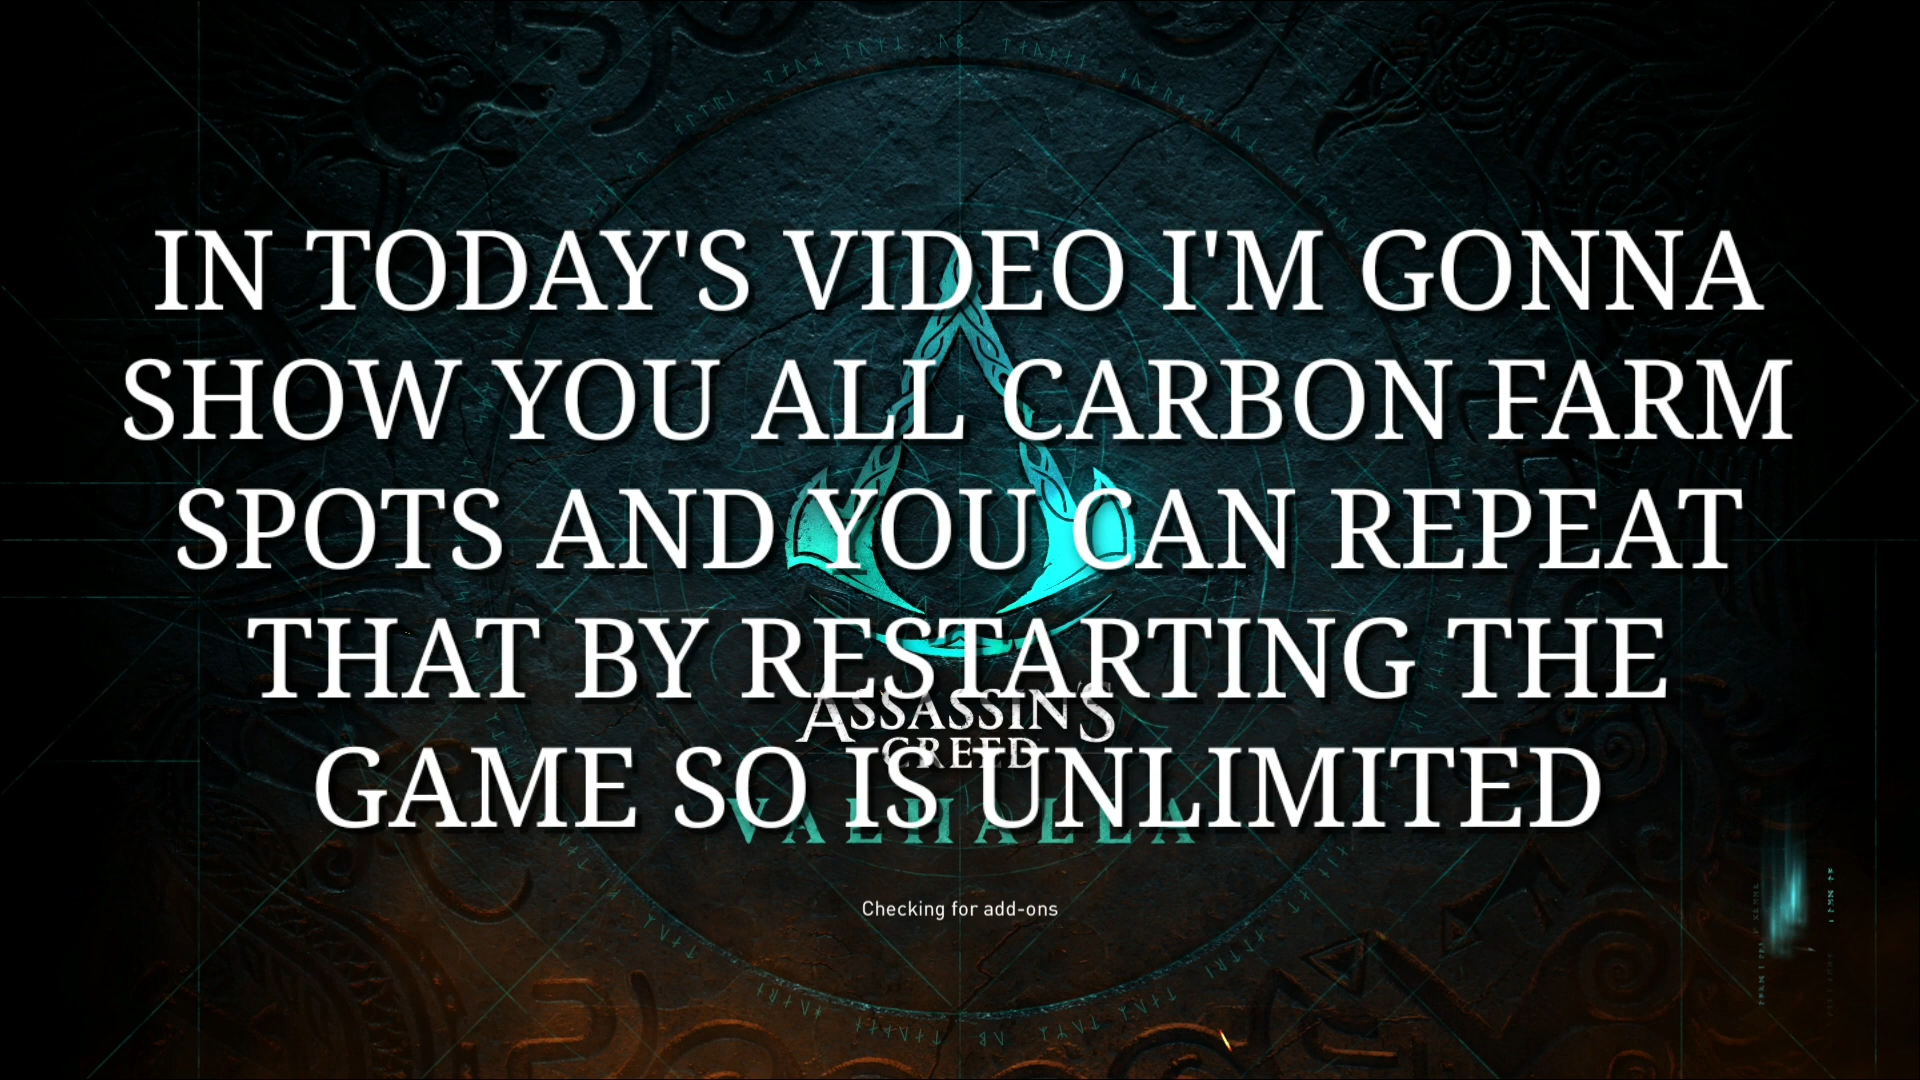 IN TODAY'S VIDEO I'M GONNA
SHOW YOU ALL CARBON FARM
SPOTS AND YOU CAN REPEAT
THAT BY RESTARTING THE
GAME SO IS UNLIMITED
ASSASSIN'S
CREED
VALHALLA
Checking for add-ons